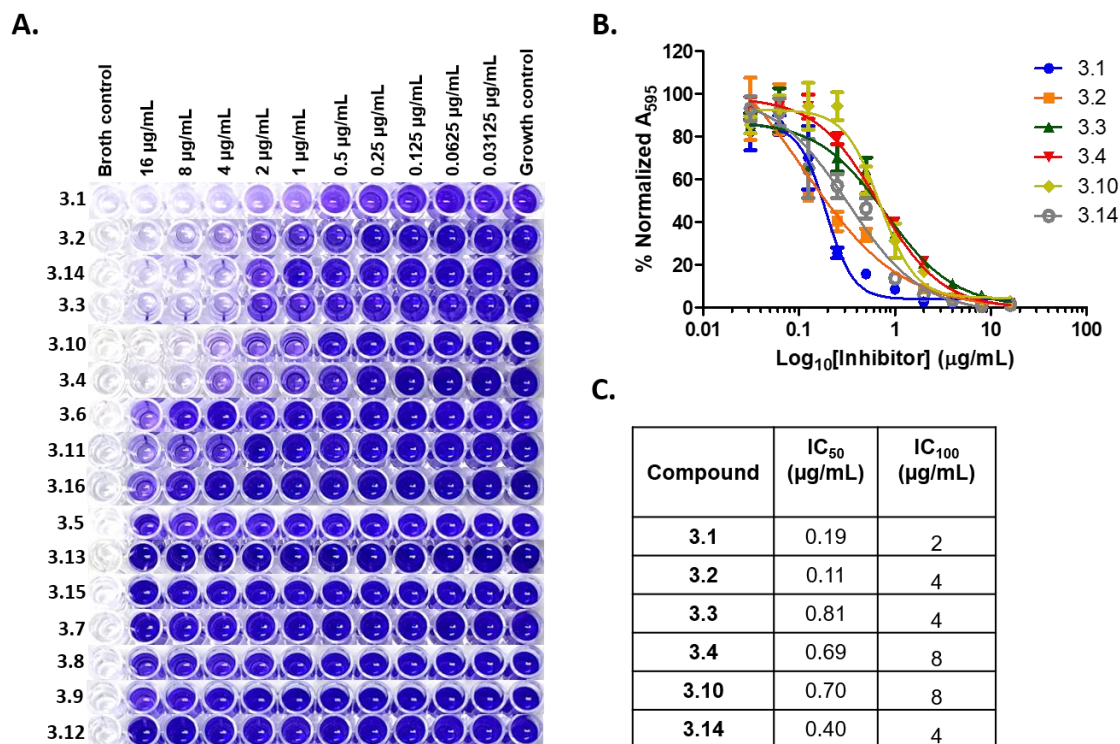 A.
Broth control
16 µg/mL
8 µg/mL
4 µg/mL
2 µg/mL
1 µg/mL
0.5 µg/mL
0.25 µg/mL
0.125 µg/mL
0.0625 µg/mL
0.03125 µg/mL
Growth control
3.1
3.2
3.14
3.3
3.10
3.4
3.6
3.11
3.16
3.5
3.13
3.15
3.7
3.8
3.9
3.12
B.
% Normalized A595
120
100
80
60
40
20
0
0.01 0.1 1 10 100
Log10[Inhibitor] (µg/mL)
3.1
3.2
3.3
3.4
3.10
3.14
C.
Compound IC50 (µg/mL) IC100 (µg/mL)
3.1 0.19 2
3.2 0.11 4
3.3 0.81 4
3.4 0.69 8
3.10 0.70 8
3.14 0.40 4